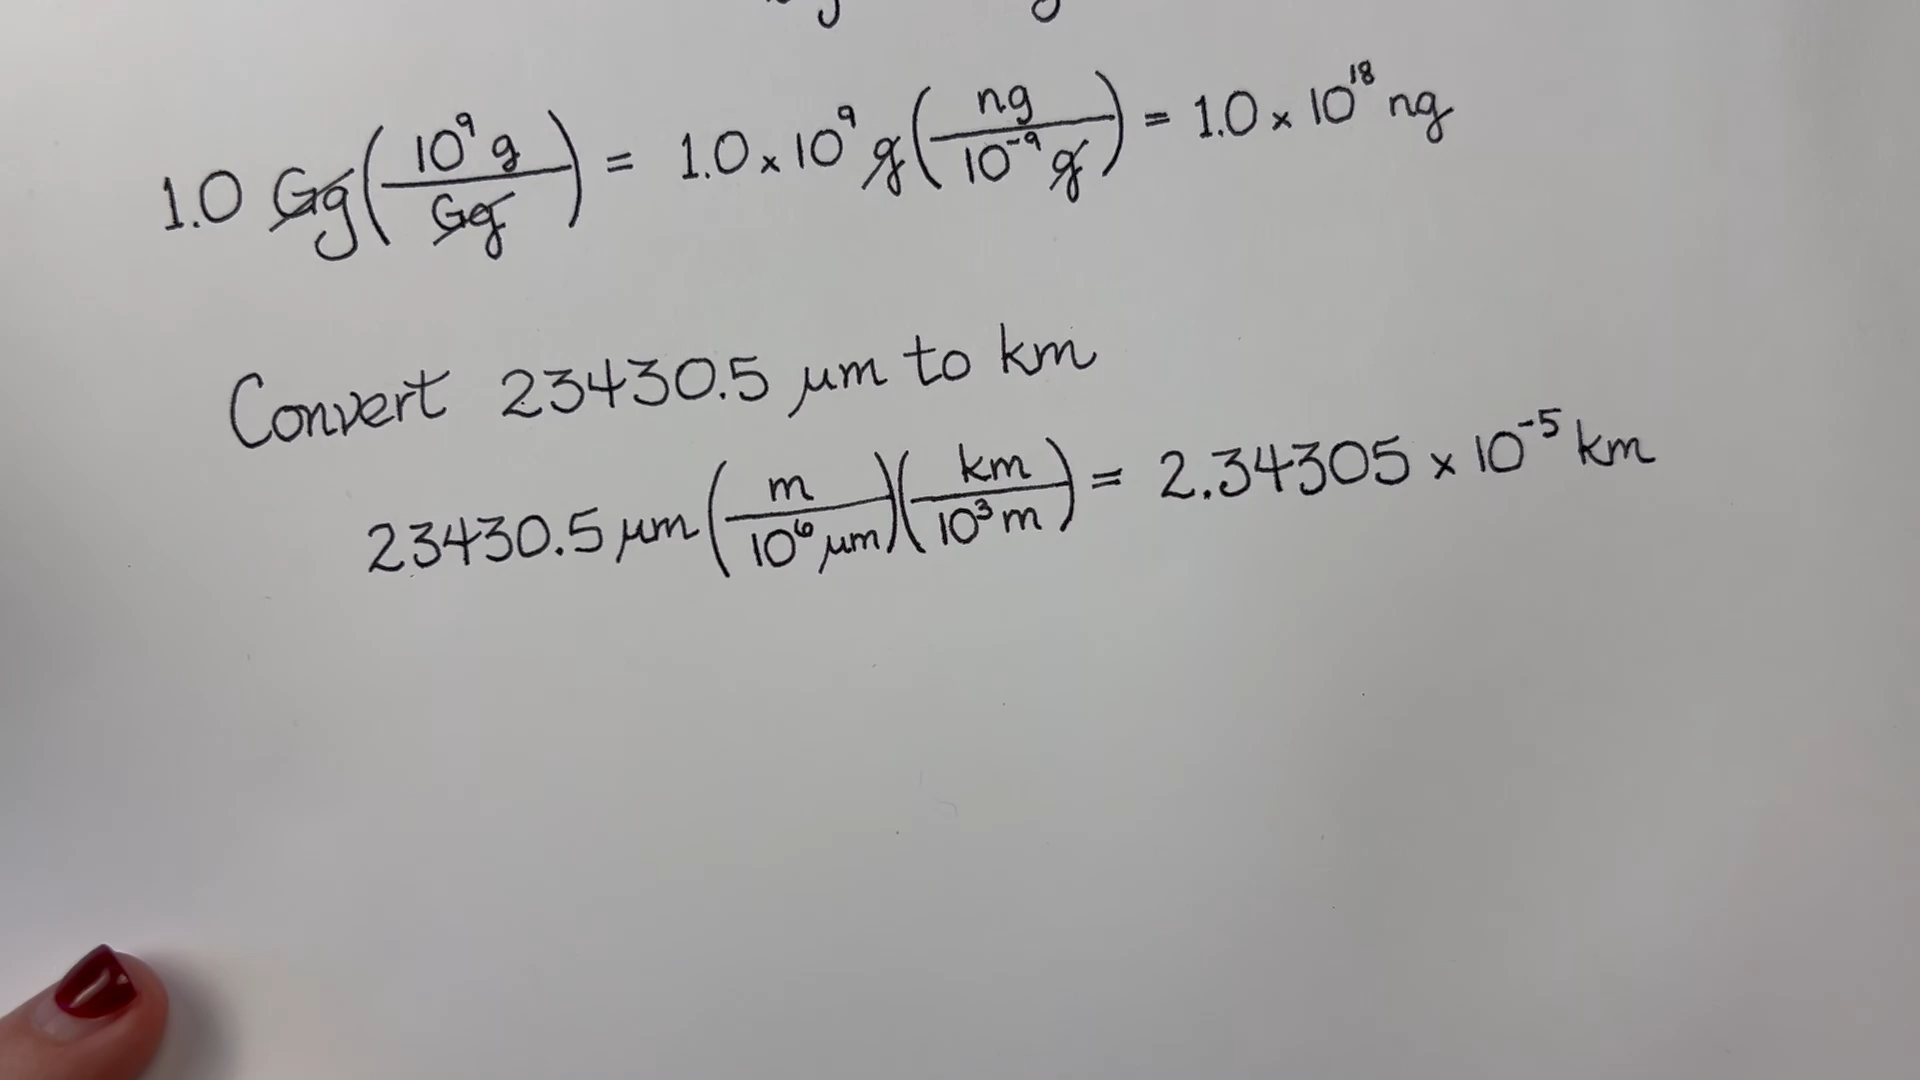 1.0 Gg(10⁹ g/Gg) = 1.0 × 10⁹ g(ng/10⁻⁹ g) = 1.0 × 10¹⁸ ng
Convert 23430.5 μm to km
23430.5 μm(m/10⁶ μm)(km/10³ m) = 2.34305 × 10⁻⁵ km